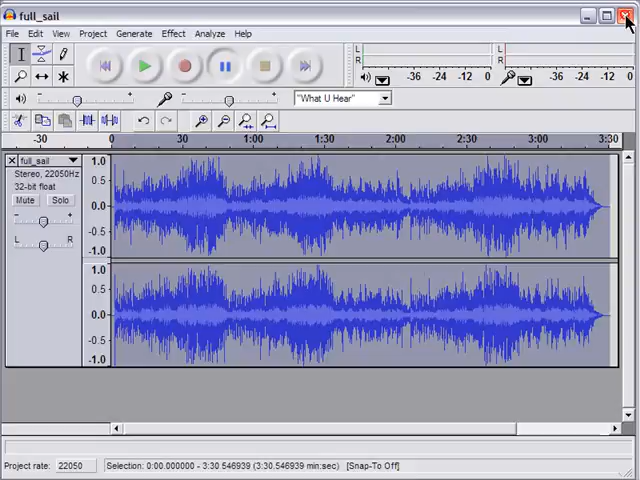 full_sail
File Edit View Project Generate Effect Analyze Help
L
R
-36 -24 -12 0
L
R
-36 -24 -12 0
"What U Hear"
-30 0 30 1:00 1:30 2:00 2:30 3:00 3:30
full_sail
Stereo, 22050Hz
32-bit float
Mute Solo
- +
L R
1.0
0.5
0.0
-0.5
-1.0
1.0
0.5
0.0
-0.5
-1.0
Project rate: 22050 Selection: 0:00.000000 - 3:30.546939 (3:30.546939 min:sec) [Snap-To Off]